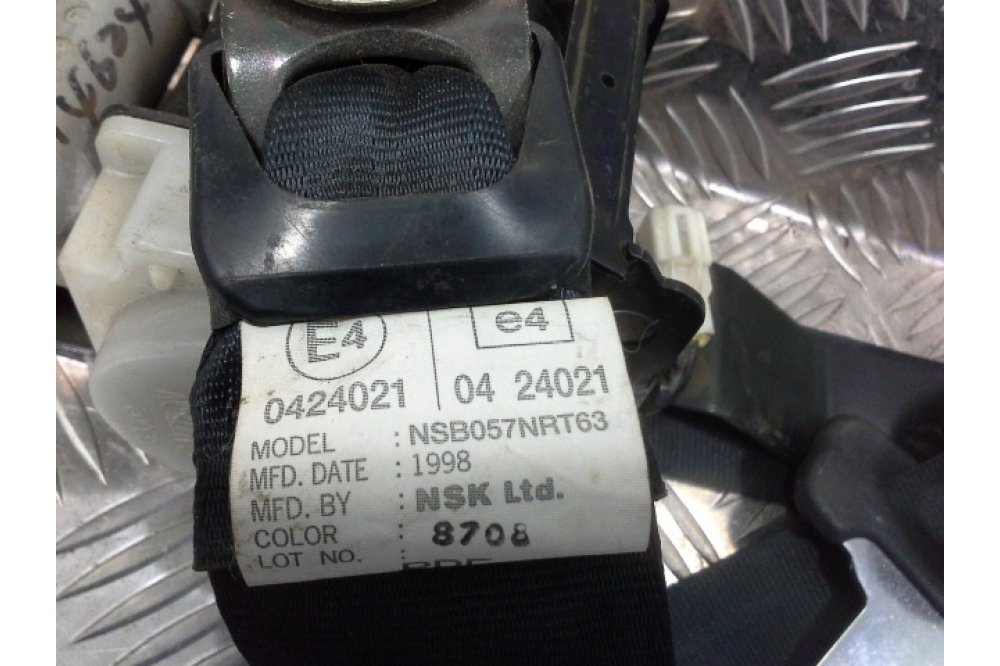 E4 e4
0424021 04 24021
MODEL : NSB057NRT63
MFD. DATE : 1998
MFD. BY : NSK Ltd.
COLOR : 8708
LOT NO. :